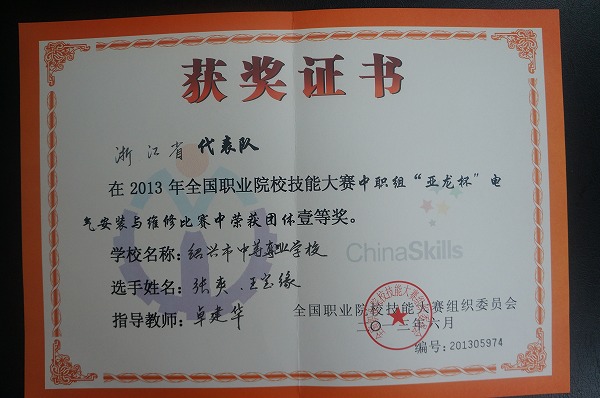 获奖证书
浙江省 代表队
在 2013 年全国职业院校技能大赛中职组“亚龙杯”电
气安装与维修比赛中荣获团体壹等奖。
学校名称：绍兴市中等专业学校
ChinaSkills
选手姓名：张爽、王宝缘
指导教师：卓建华
全国职业院校技能大赛组织委员会
二〇一三年六月
编号：201305974